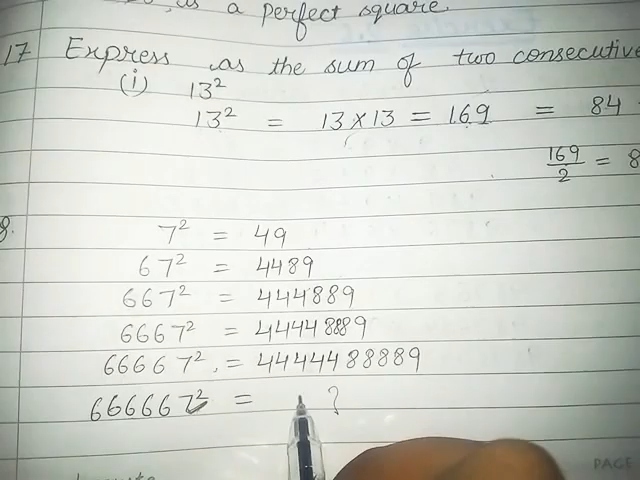 as a perfect square.
17 Express as the sum of two consecutive
(i) 13²
13² = 13 × 13 = 169 = 84
169/2 = 8
8.
7² = 49
67² = 4489
667² = 444889
6667² = 44448889
66667² = 4444488889
666667² = ?
PAGE